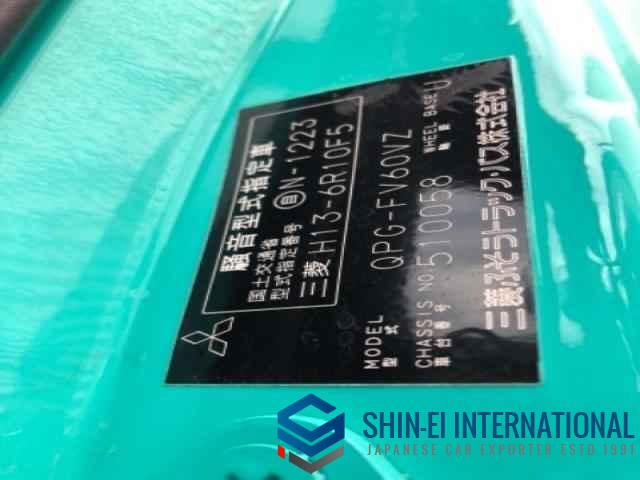 騒音型式指定車
国土交通省
型式指定番号 自N-1223
三菱 H13-6R10F5
MODEL QPG-FV60VZ
型式
CHASSIS NO. 510058 WHEEL BASE U
車台番号 軸距
三菱ふそうトラック・バス株式会社
SHIN-EI INTERNATIONAL
JAPANESE CAR EXPORTER ESTD.1991